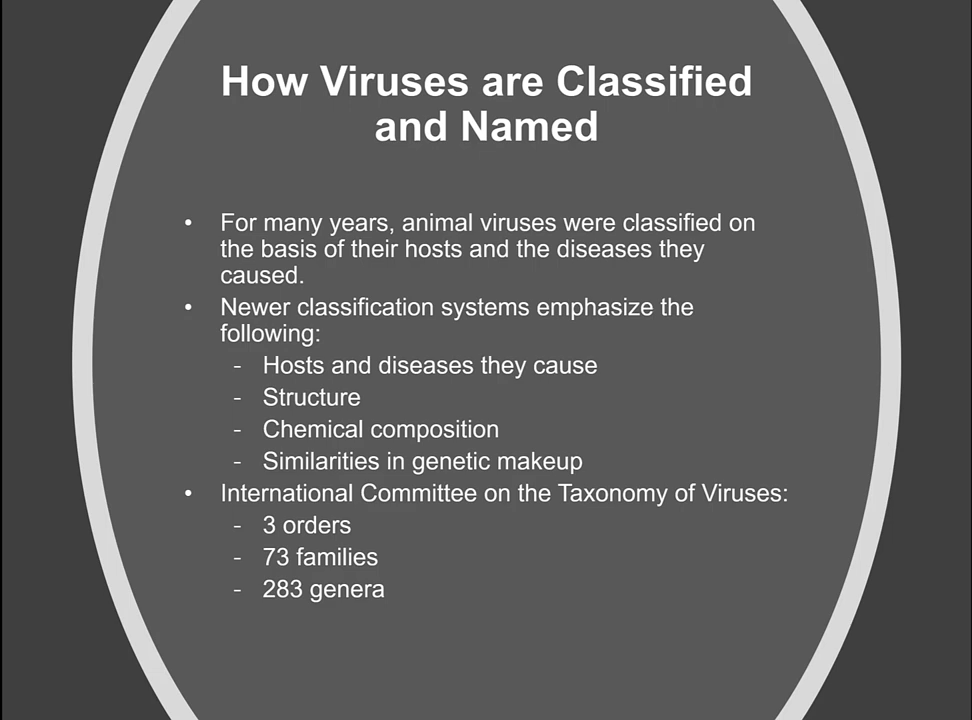 How Viruses are Classified
and Named
• For many years, animal viruses were classified on
the basis of their hosts and the diseases they
caused.
• Newer classification systems emphasize the
following:
- Hosts and diseases they cause
- Structure
- Chemical composition
- Similarities in genetic makeup
• International Committee on the Taxonomy of Viruses:
- 3 orders
- 73 families
- 283 genera